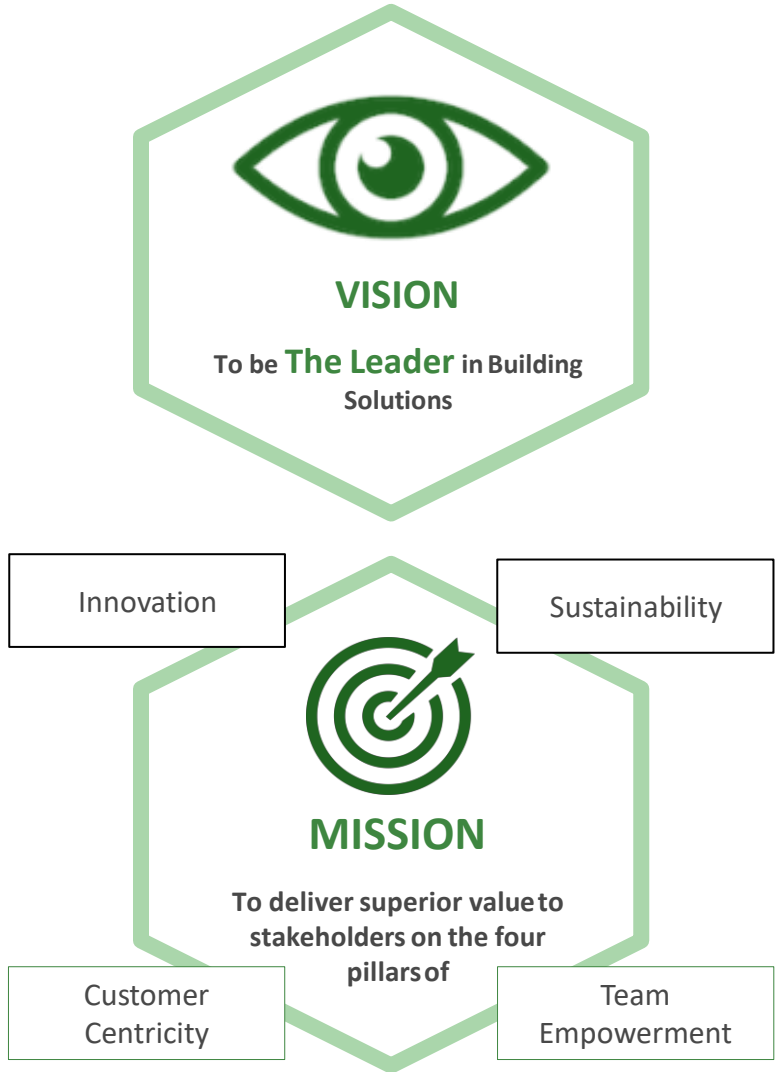 VISION
To be The Leader in Building
Solutions
Innovation
Sustainability
MISSION
To deliver superior value to
stakeholders on the four
pillars of
Customer
Centricity
Team
Empowerment